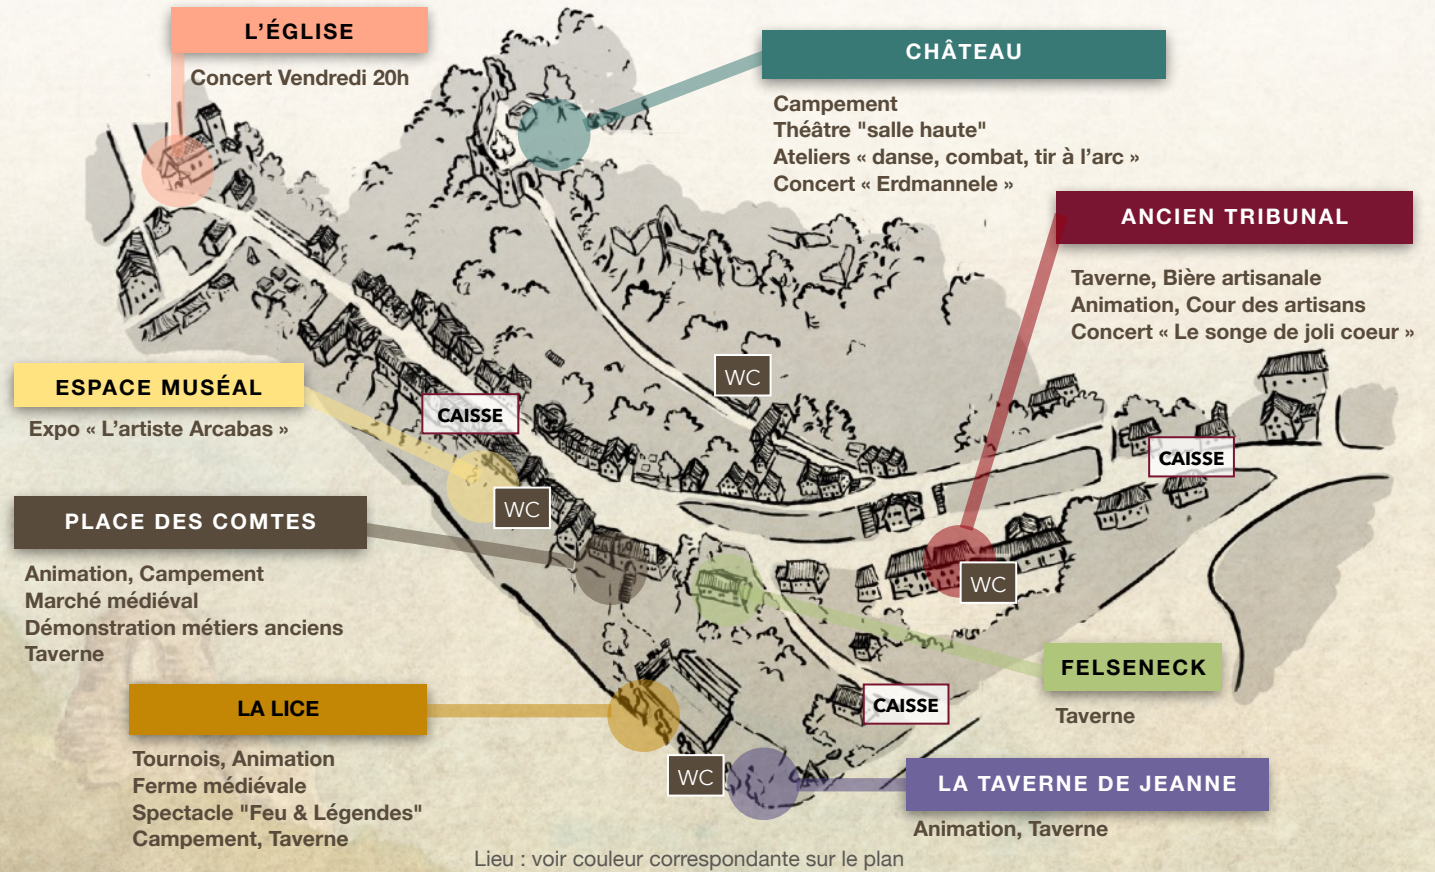 L'ÉGLISE
Concert Vendredi 20h
CHÂTEAU
Campement
Théâtre "salle haute"
Ateliers « danse, combat, tir à l'arc »
Concert « Erdmannele »
ANCIEN TRIBUNAL
Taverne, Bière artisanale
Animation, Cour des artisans
Concert « Le songe de joli coeur »
WC
ESPACE MUSÉAL
Expo « L'artiste Arcabas »
CAISSE
CAISSE
WC
PLACE DES COMTES
Animation, Campement
Marché médiéval
Démonstration métiers anciens
Taverne
WC
FELSENECK
Taverne
LA LICE
Tournois, Animation
Ferme médiévale
Spectacle "Feu & Légendes"
Campement, Taverne
CAISSE
WC
LA TAVERNE DE JEANNE
Animation, Taverne
Lieu : voir couleur correspondante sur le plan